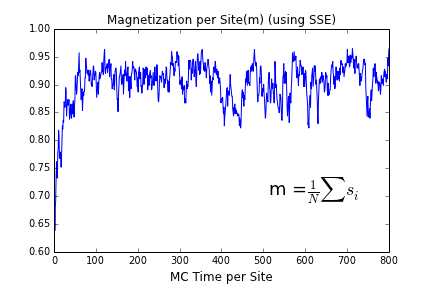 Magnetization per Site(m) (using SSE)
1.00
0.95
0.90
0.85
0.80
0.75
0.70
0.65
0.60
m = \frac{1}{N} \sum s_i
0 100 200 300 400 500 600 700 800
MC Time per Site